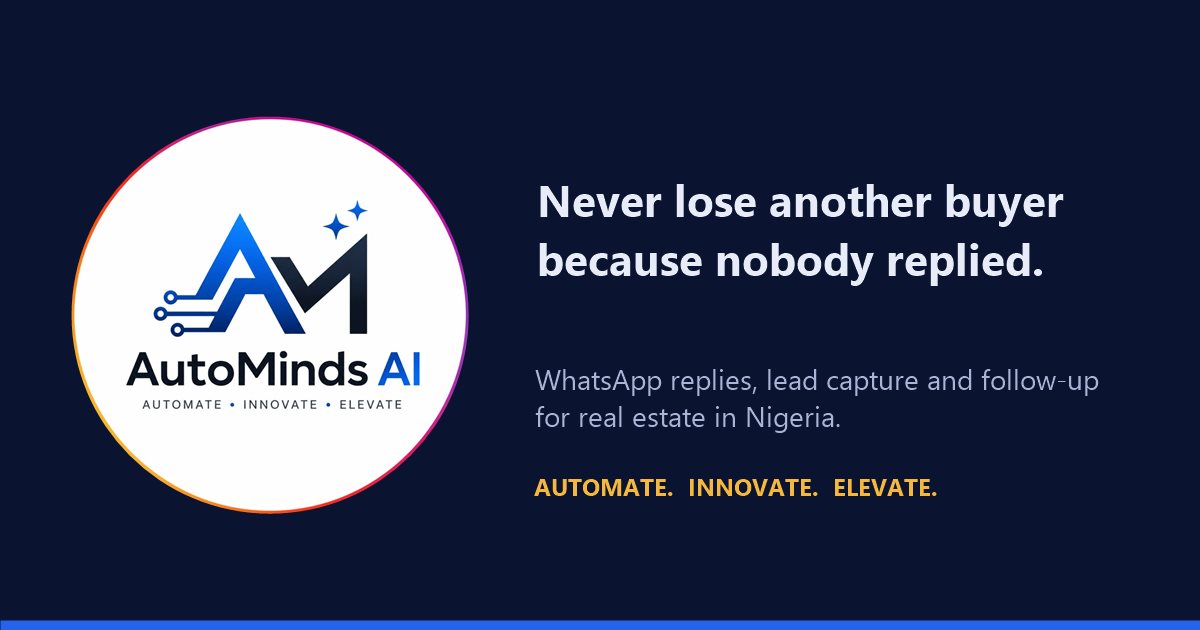 AutoMinds AI
AUTOMATE • INNOVATE • ELEVATE
Never lose another buyer
because nobody replied.
WhatsApp replies, lead capture and follow-up
for real estate in Nigeria.
AUTOMATE. INNOVATE. ELEVATE.